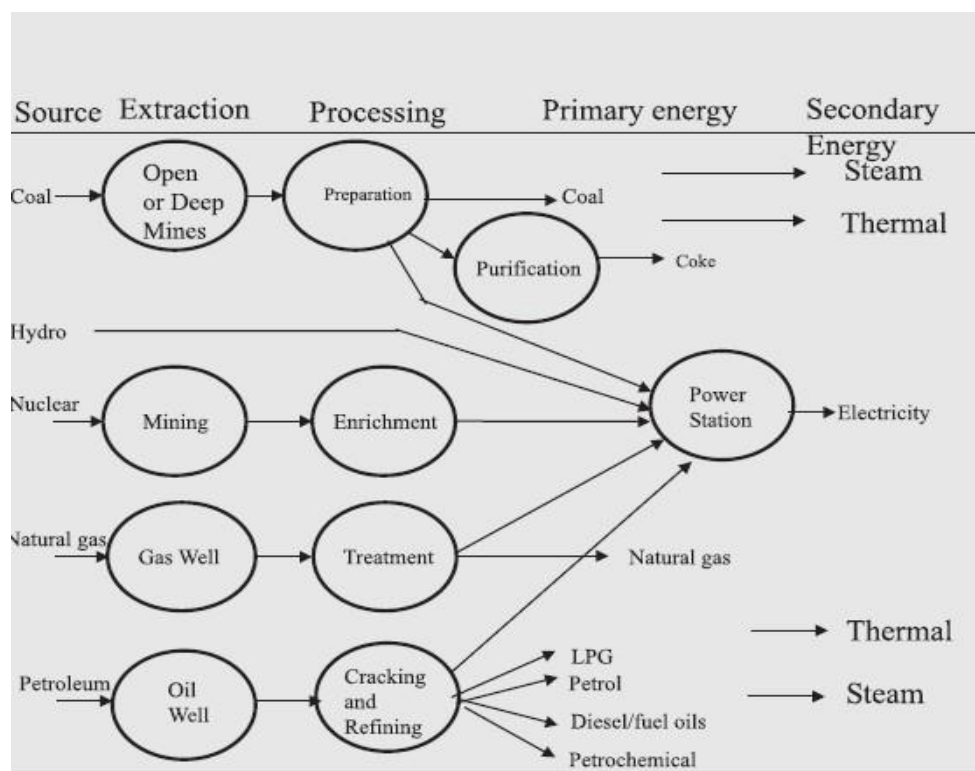 Source Extraction Processing Primary energy Secondary
Energy
Coal
Open
or Deep
Mines
Preparation
Coal
Steam
Thermal
Purification
Coke
Hydro
Nuclear
Mining
Enrichment
Power
Station
Electricity
Natural gas
Gas Well
Treatment
Natural gas
Petroleum
Oil
Well
Cracking
and
Refining
LPG
Petrol
Diesel/fuel oils
Petrochemical
Thermal
Steam